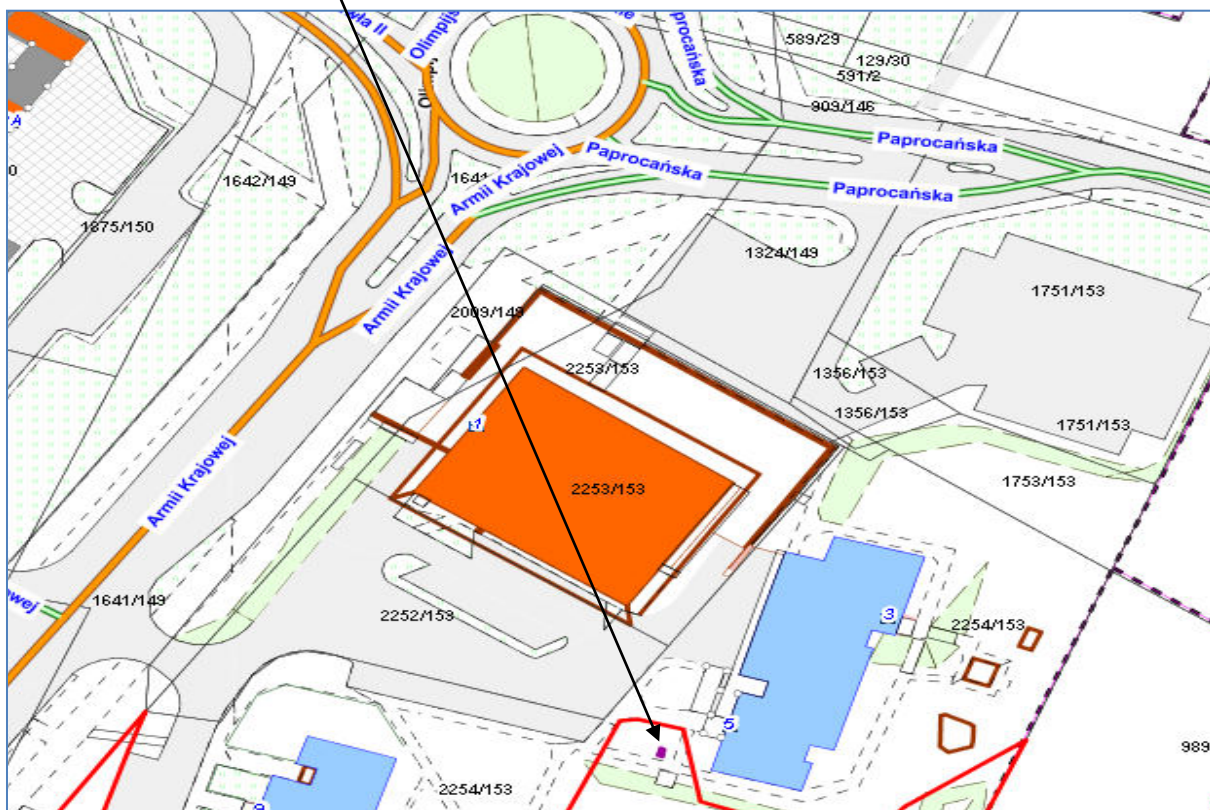 Olimpijs
Paprocańska
589/29
129/30
591/2
909/146
Paprocańska
Armii Krajowej
Paprocańska
Paprocańska
1642/149
1875/150
1324/149
1751/153
Armii Krajowej
2009/149
2253/153
1356/153
1356/153
1751/153
1
2253/153
1753/153
Armii Krajowej
1641/149
2252/153
3
2254/153
5
989
2254/153